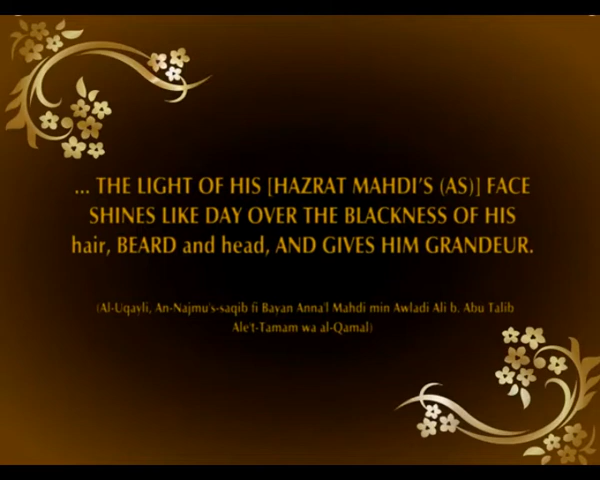 ... THE LIGHT OF HIS [HAZRAT MAHDI'S (AS)] FACE
SHINES LIKE DAY OVER THE BLACKNESS OF HIS
hair, BEARD and head, AND GIVES HIM GRANDEUR.
(Al-Uqayli, An-Najmu's-saqib fi Bayan Anna'l Mahdi min Awladi Ali b. Abu Talib
Ale't-Tamam wa al-Qamal)